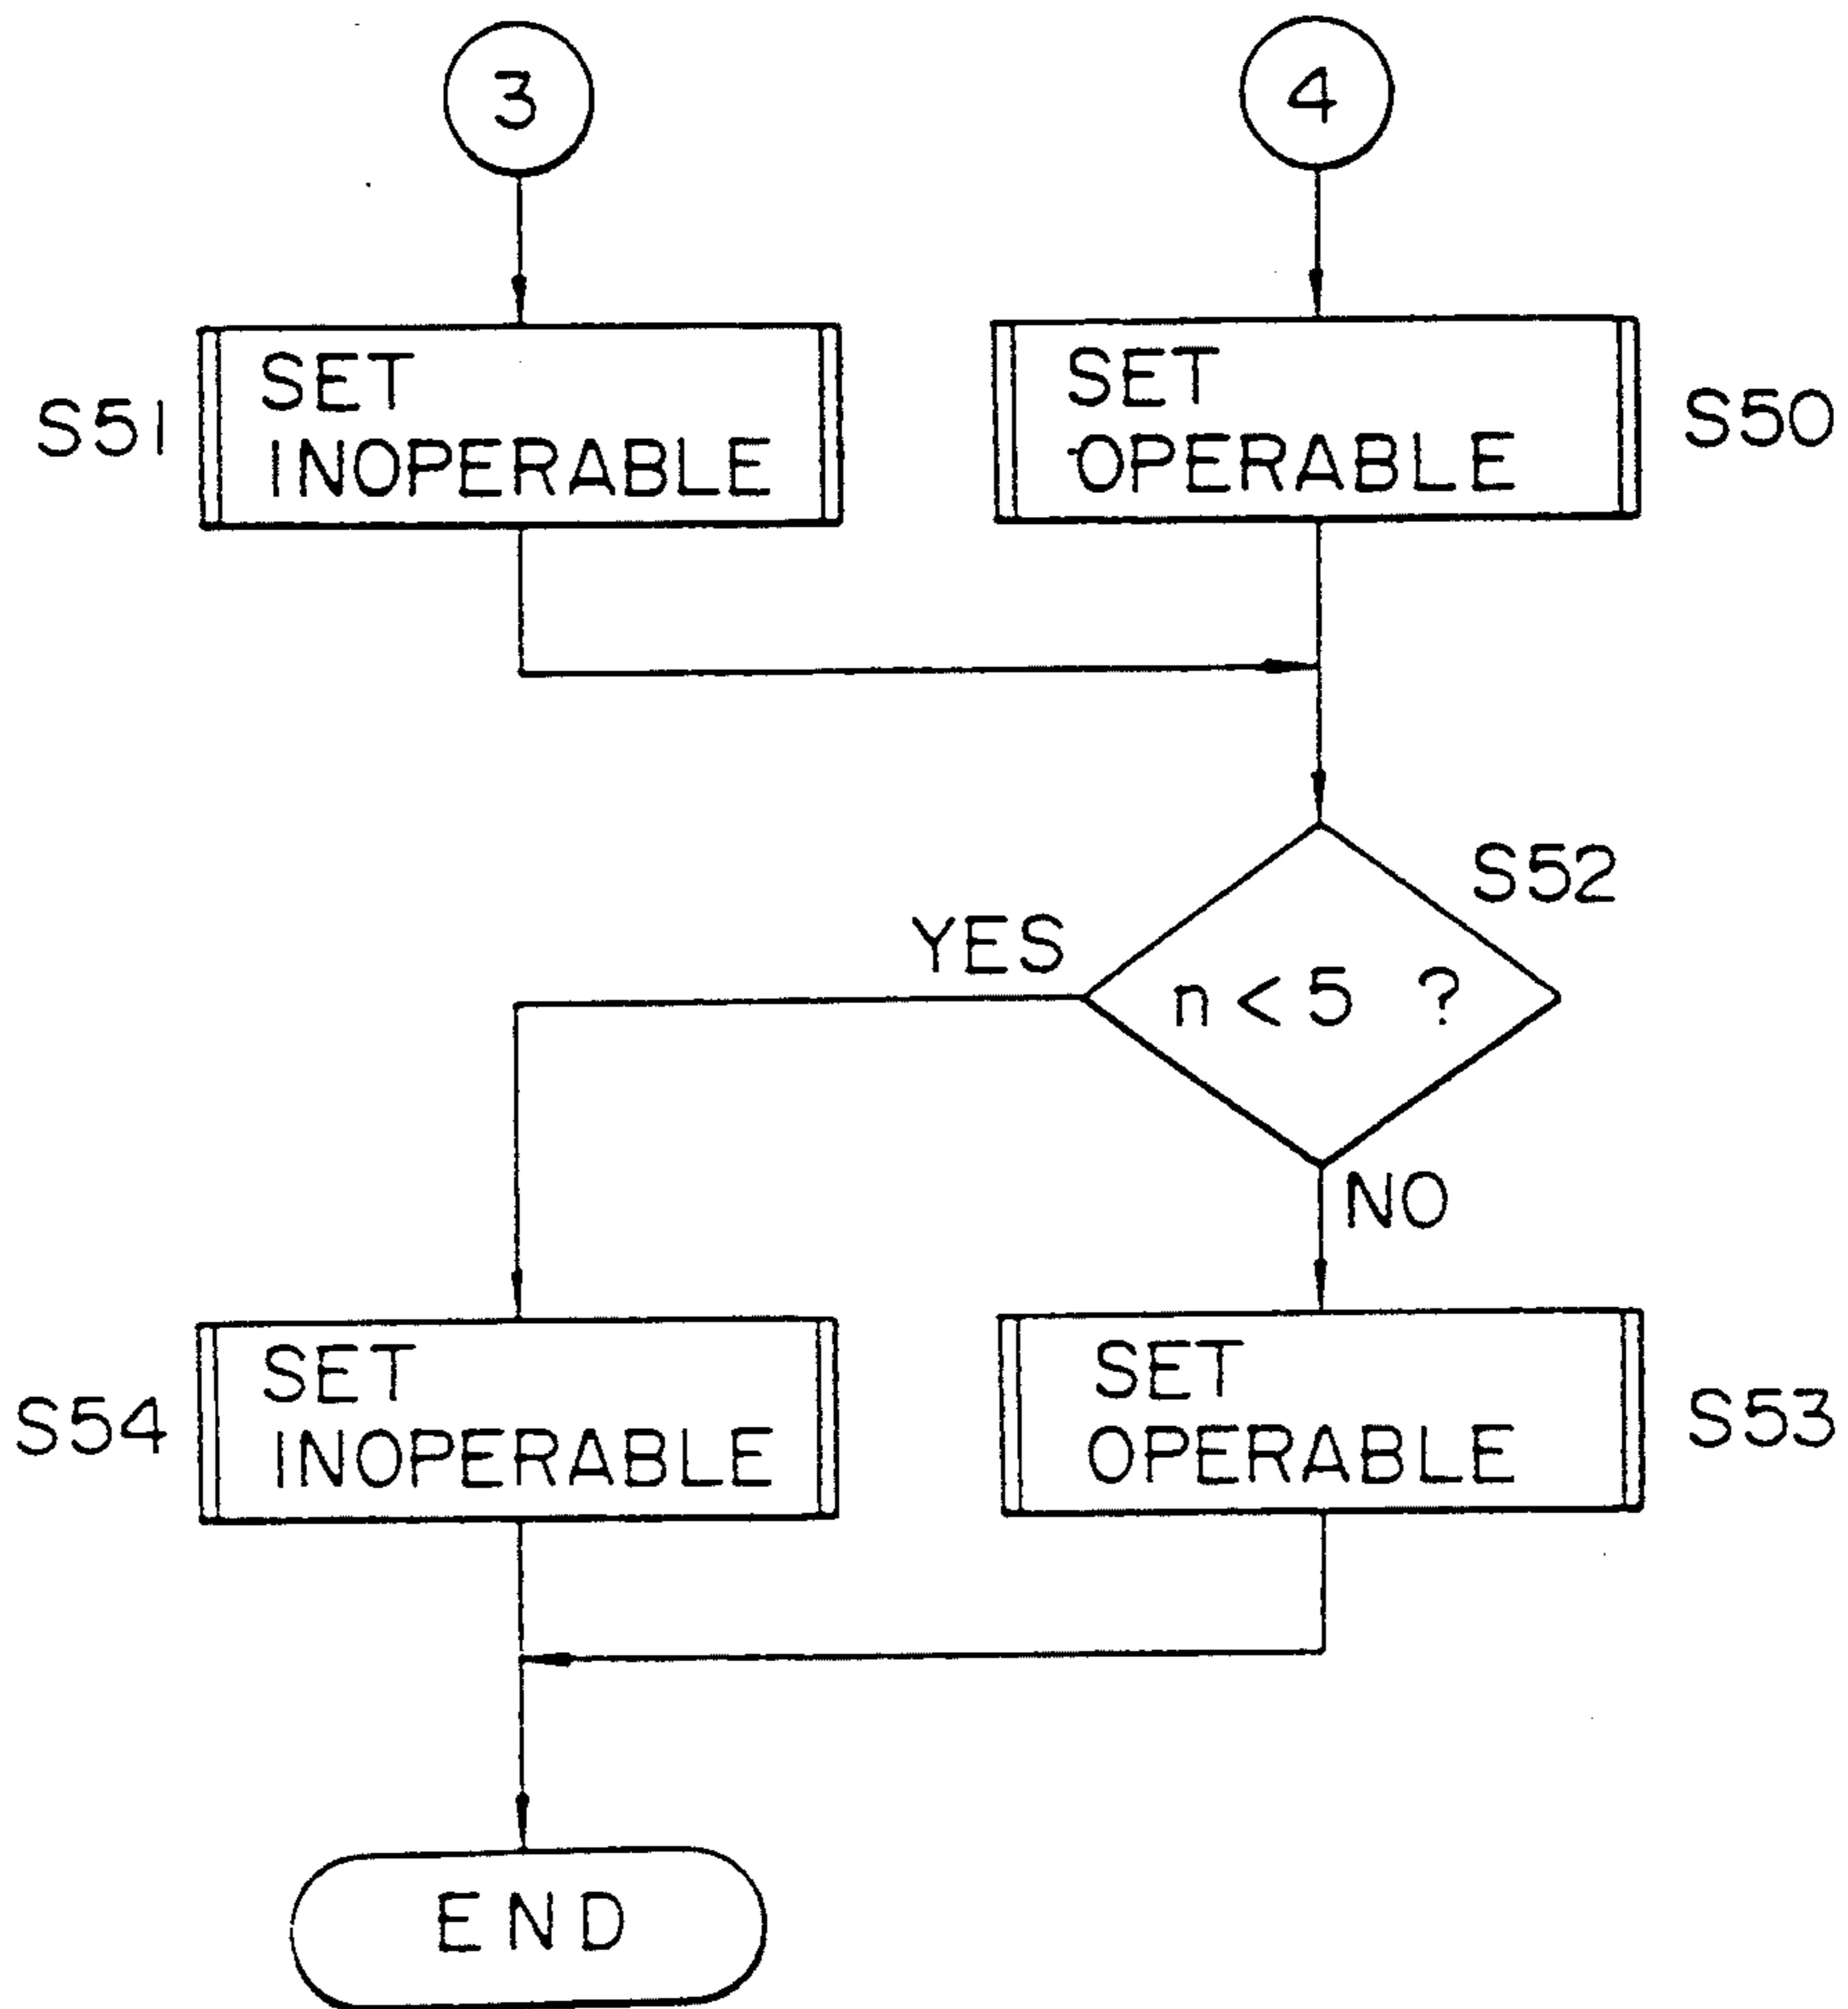 3
4
S51
SET
INOPERABLE
SET
OPERABLE
S50
S52
YES
n<5 ?
NO
S54
SET
INOPERABLE
SET
OPERABLE
S53
END